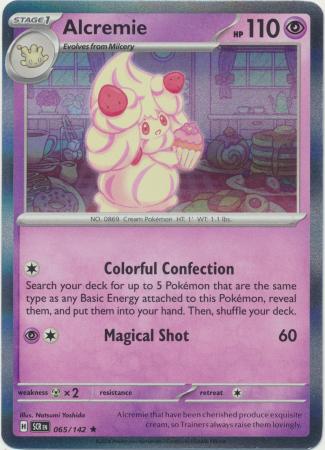 STAGE 1
Alcremie
HP 110
Evolves from Milcery
NO. 0869 Cream Pokémon HT: 1' WT: 1.1 lbs.
Colorful Confection
Search your deck for up to 5 Pokémon that are the
same type as any Basic Energy attached to this Pokémon, reveal
them, and put them into your hand. Then, shuffle your deck.
Magical Shot 60
weakness ×2 resistance retreat
Illus. Natsumi Yoshida
H SCR EN 065/142 ★
Alcremie that have been cherished produce exquisite
cream, so Trainers always rear them with great love.